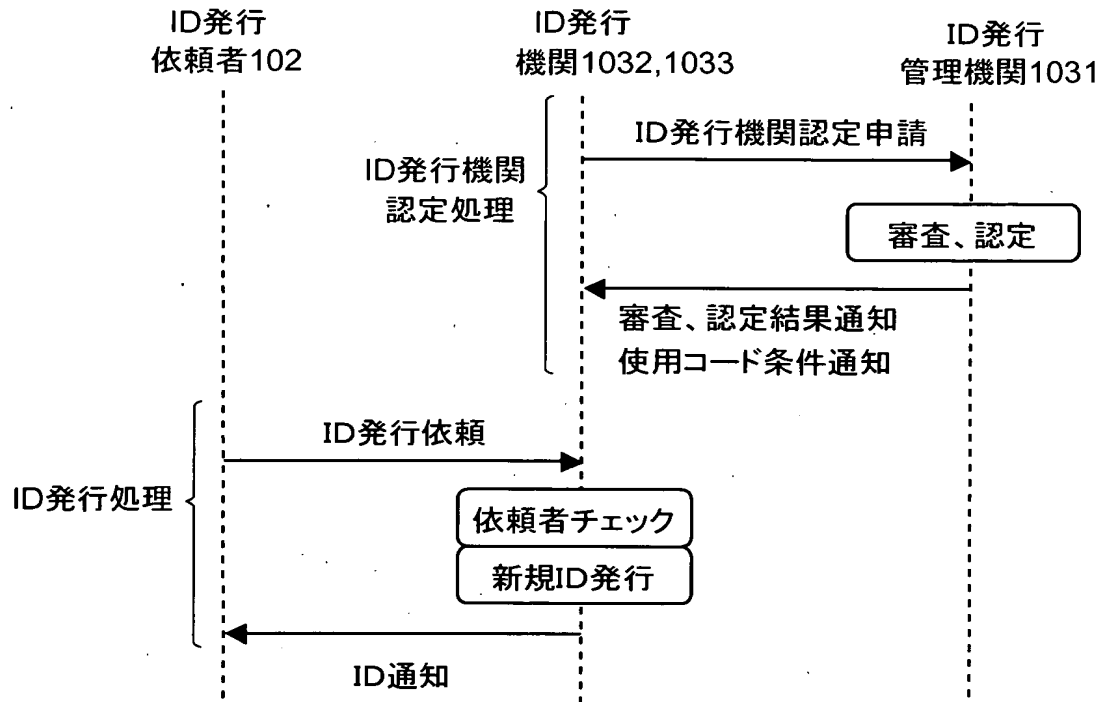 ID発行
依頼者102
ID発行
機関1032,1033
ID発行
管理機関1031
ID発行機関認定申請
ID発行機関
認定処理
審査、認定
審査、認定結果通知
使用コード条件通知
ID発行依頼
ID発行処理
依頼者チェック
新規ID発行
ID通知